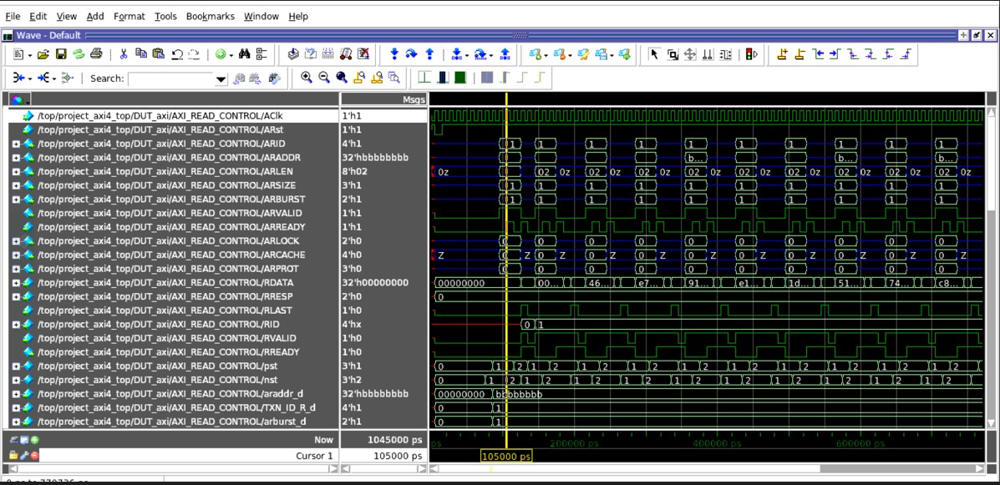 File Edit View Add Format Tools Bookmarks Window Help
Wave - Default
Search:
Msgs
/top/project_axi4_top/DUT_axi/AXI_READ_CONTROL/AClk 1'h1
/top/project_axi4_top/DUT_axi/AXI_READ_CONTROL/ARst 1'h1
/top/project_axi4_top/DUT_axi/AXI_READ_CONTROL/ARID 4'h1 1 1 1 1 1 1 1 1 1
/top/project_axi4_top/DUT_axi/AXI_READ_CONTROL/ARADDR 32'hbbbbbbbb b... b... b...
/top/project_axi4_top/DUT_axi/AXI_READ_CONTROL/ARLEN 8'h02 0z 02 0z 02 0z 02 0z 02 0z 02 0z 02 0z 02 0z 02 0z 02 0z
/top/project_axi4_top/DUT_axi/AXI_READ_CONTROL/ARSIZE 3'h1 1 1 1 1 1 1 1 1 1 1
/top/project_axi4_top/DUT_axi/AXI_READ_CONTROL/ARBURST 2'h1 1 1 1 1 1 1 1 1 1 1
/top/project_axi4_top/DUT_axi/AXI_READ_CONTROL/ARVALID 1'h1
/top/project_axi4_top/DUT_axi/AXI_READ_CONTROL/ARREADY 1'h1
/top/project_axi4_top/DUT_axi/AXI_READ_CONTROL/ARLOCK 2'h0 0 0 0 0 0 0 0 0 0
/top/project_axi4_top/DUT_axi/AXI_READ_CONTROL/ARCACHE 4'h0 Z 0 Z 0 Z 0 Z 0 Z 0 Z 0 Z 0 Z 0 Z 0 Z 0 Z
/top/project_axi4_top/DUT_axi/AXI_READ_CONTROL/ARPROT 3'h0 0 0 0 0 0 0 0 0 0
/top/project_axi4_top/DUT_axi/AXI_READ_CONTROL/RDATA 32'h00000000 00000000 00... 46... e7... 91... e1... 1d... 51... 74... c8...
/top/project_axi4_top/DUT_axi/AXI_READ_CONTROL/RRESP 2'h0 0
/top/project_axi4_top/DUT_axi/AXI_READ_CONTROL/RLAST 1'h0
/top/project_axi4_top/DUT_axi/AXI_READ_CONTROL/RID 4'hx 0 1
/top/project_axi4_top/DUT_axi/AXI_READ_CONTROL/RVALID 1'h0
/top/project_axi4_top/DUT_axi/AXI_READ_CONTROL/RREADY 1'h0
/top/project_axi4_top/DUT_axi/AXI_READ_CONTROL/pst 3'h1 0 1 2 1 2 1 2 1 2 1 2 1 2 1 2 1 2 1 2 1 2
/top/project_axi4_top/DUT_axi/AXI_READ_CONTROL/nst 3'h2 0 1 2 1 2 1 2 1 2 1 2 1 2 1 2 1 2 1 2 1 2
/top/project_axi4_top/DUT_axi/AXI_READ_CONTROL/araddr_d 32'hbbbbbbbb 00000000 bbbbbbbb
/top/project_axi4_top/DUT_axi/AXI_READ_CONTROL/TXN_ID_R_d 4'h1 0 1
/top/project_axi4_top/DUT_axi/AXI_READ_CONTROL/arburst_d 2'h1 0 1
Now 1045000 ps ps 200000 ps 400000 ps 600000 ps
Cursor 1 105000 ps 105000 ps